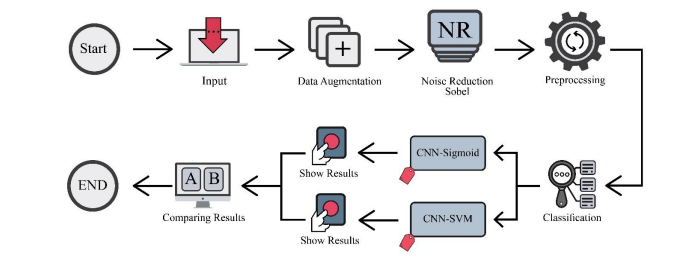 Start
Input
Data Augmentation
NR
Noise Reduction
Sobel
Preprocessing
CNN-Sigmoid
Show Results
A B
END
Comparing Results
Classification
CNN-SVM
Show Results